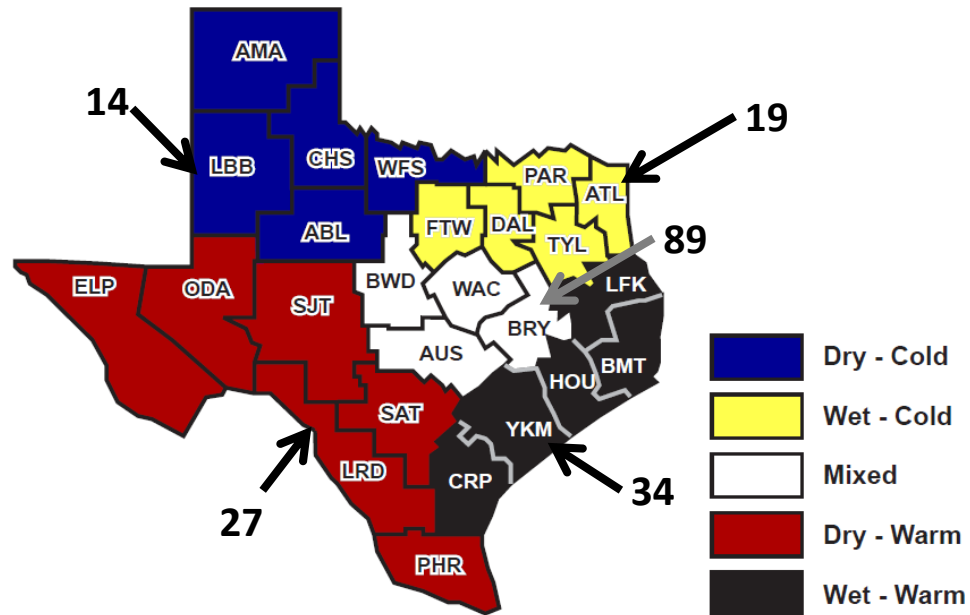 AMA
14
19
LBB
CHS
WFS
PAR
ATL
ABL
FTW
DAL
TYL
89
ELP
ODA
SJT
BWD
WAC
LFK
BRY
AUS
HOU
BMT
SAT
YKM
LRD
CRP
34
27
PHR
Dry - Cold
Wet - Cold
Mixed
Dry - Warm
Wet - Warm